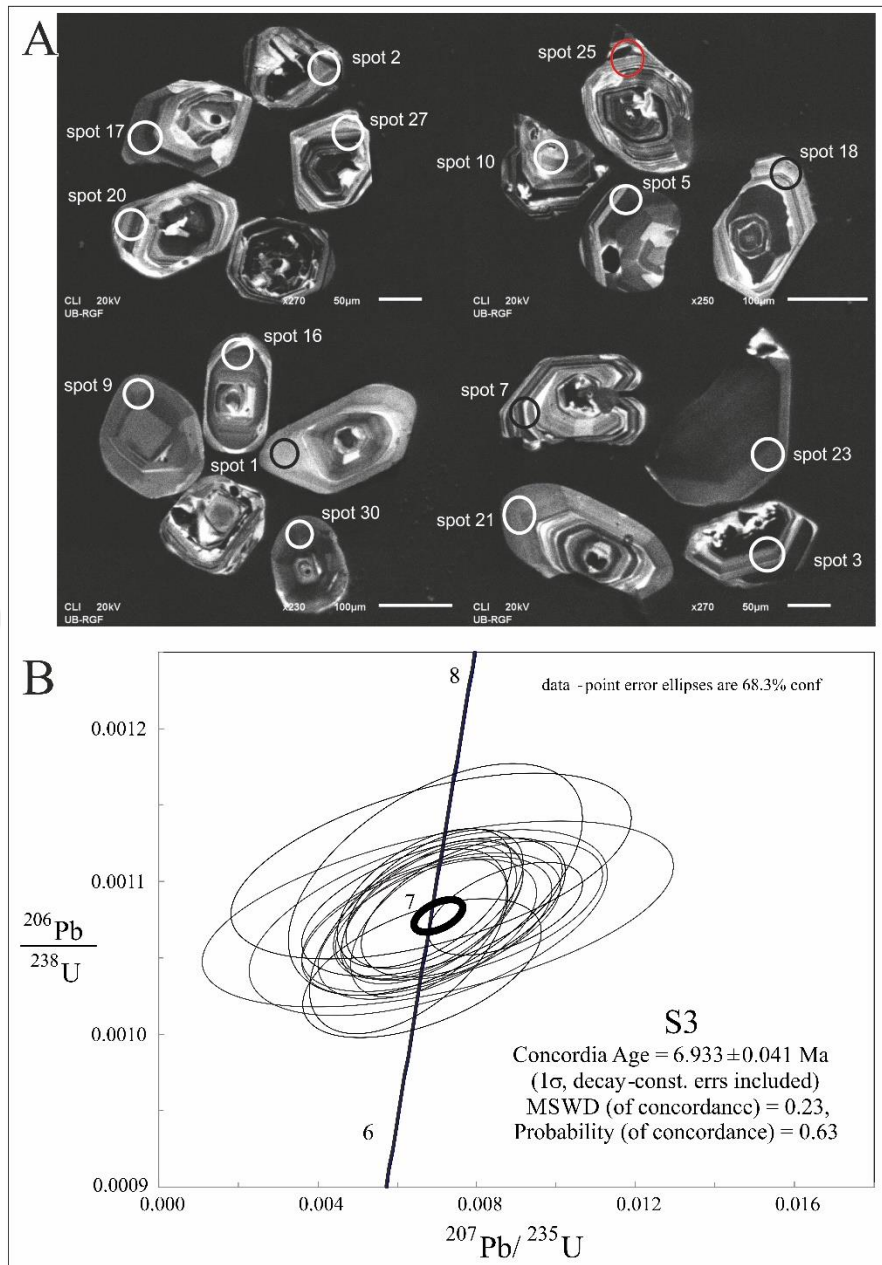 A
spot 2
spot 17
spot 27
spot 20
CLI 20kV x270 50µm
UB-RGF
spot 25
spot 10
spot 18
spot 5
CLI 20kV x250 100µm
UB-RGF
spot 16
spot 9
spot 1
spot 30
CLI 20kV x230 100µm
UB-RGF
spot 7
spot 23
spot 21
spot 3
CLI 20kV x270 50µm
UB-RGF
B
8
data -point error ellipses are 68.3% conf
0.0012
0.0011
7
206Pb
238U
0.0010
S3
Concordia Age = 6.933±0.041 Ma
(1σ, decay-const. errs included)
MSWD (of concordance) = 0.23,
Probability (of concordance) = 0.63
6
0.0009
0.000 0.004 0.008 0.012 0.016
207Pb/ 235U